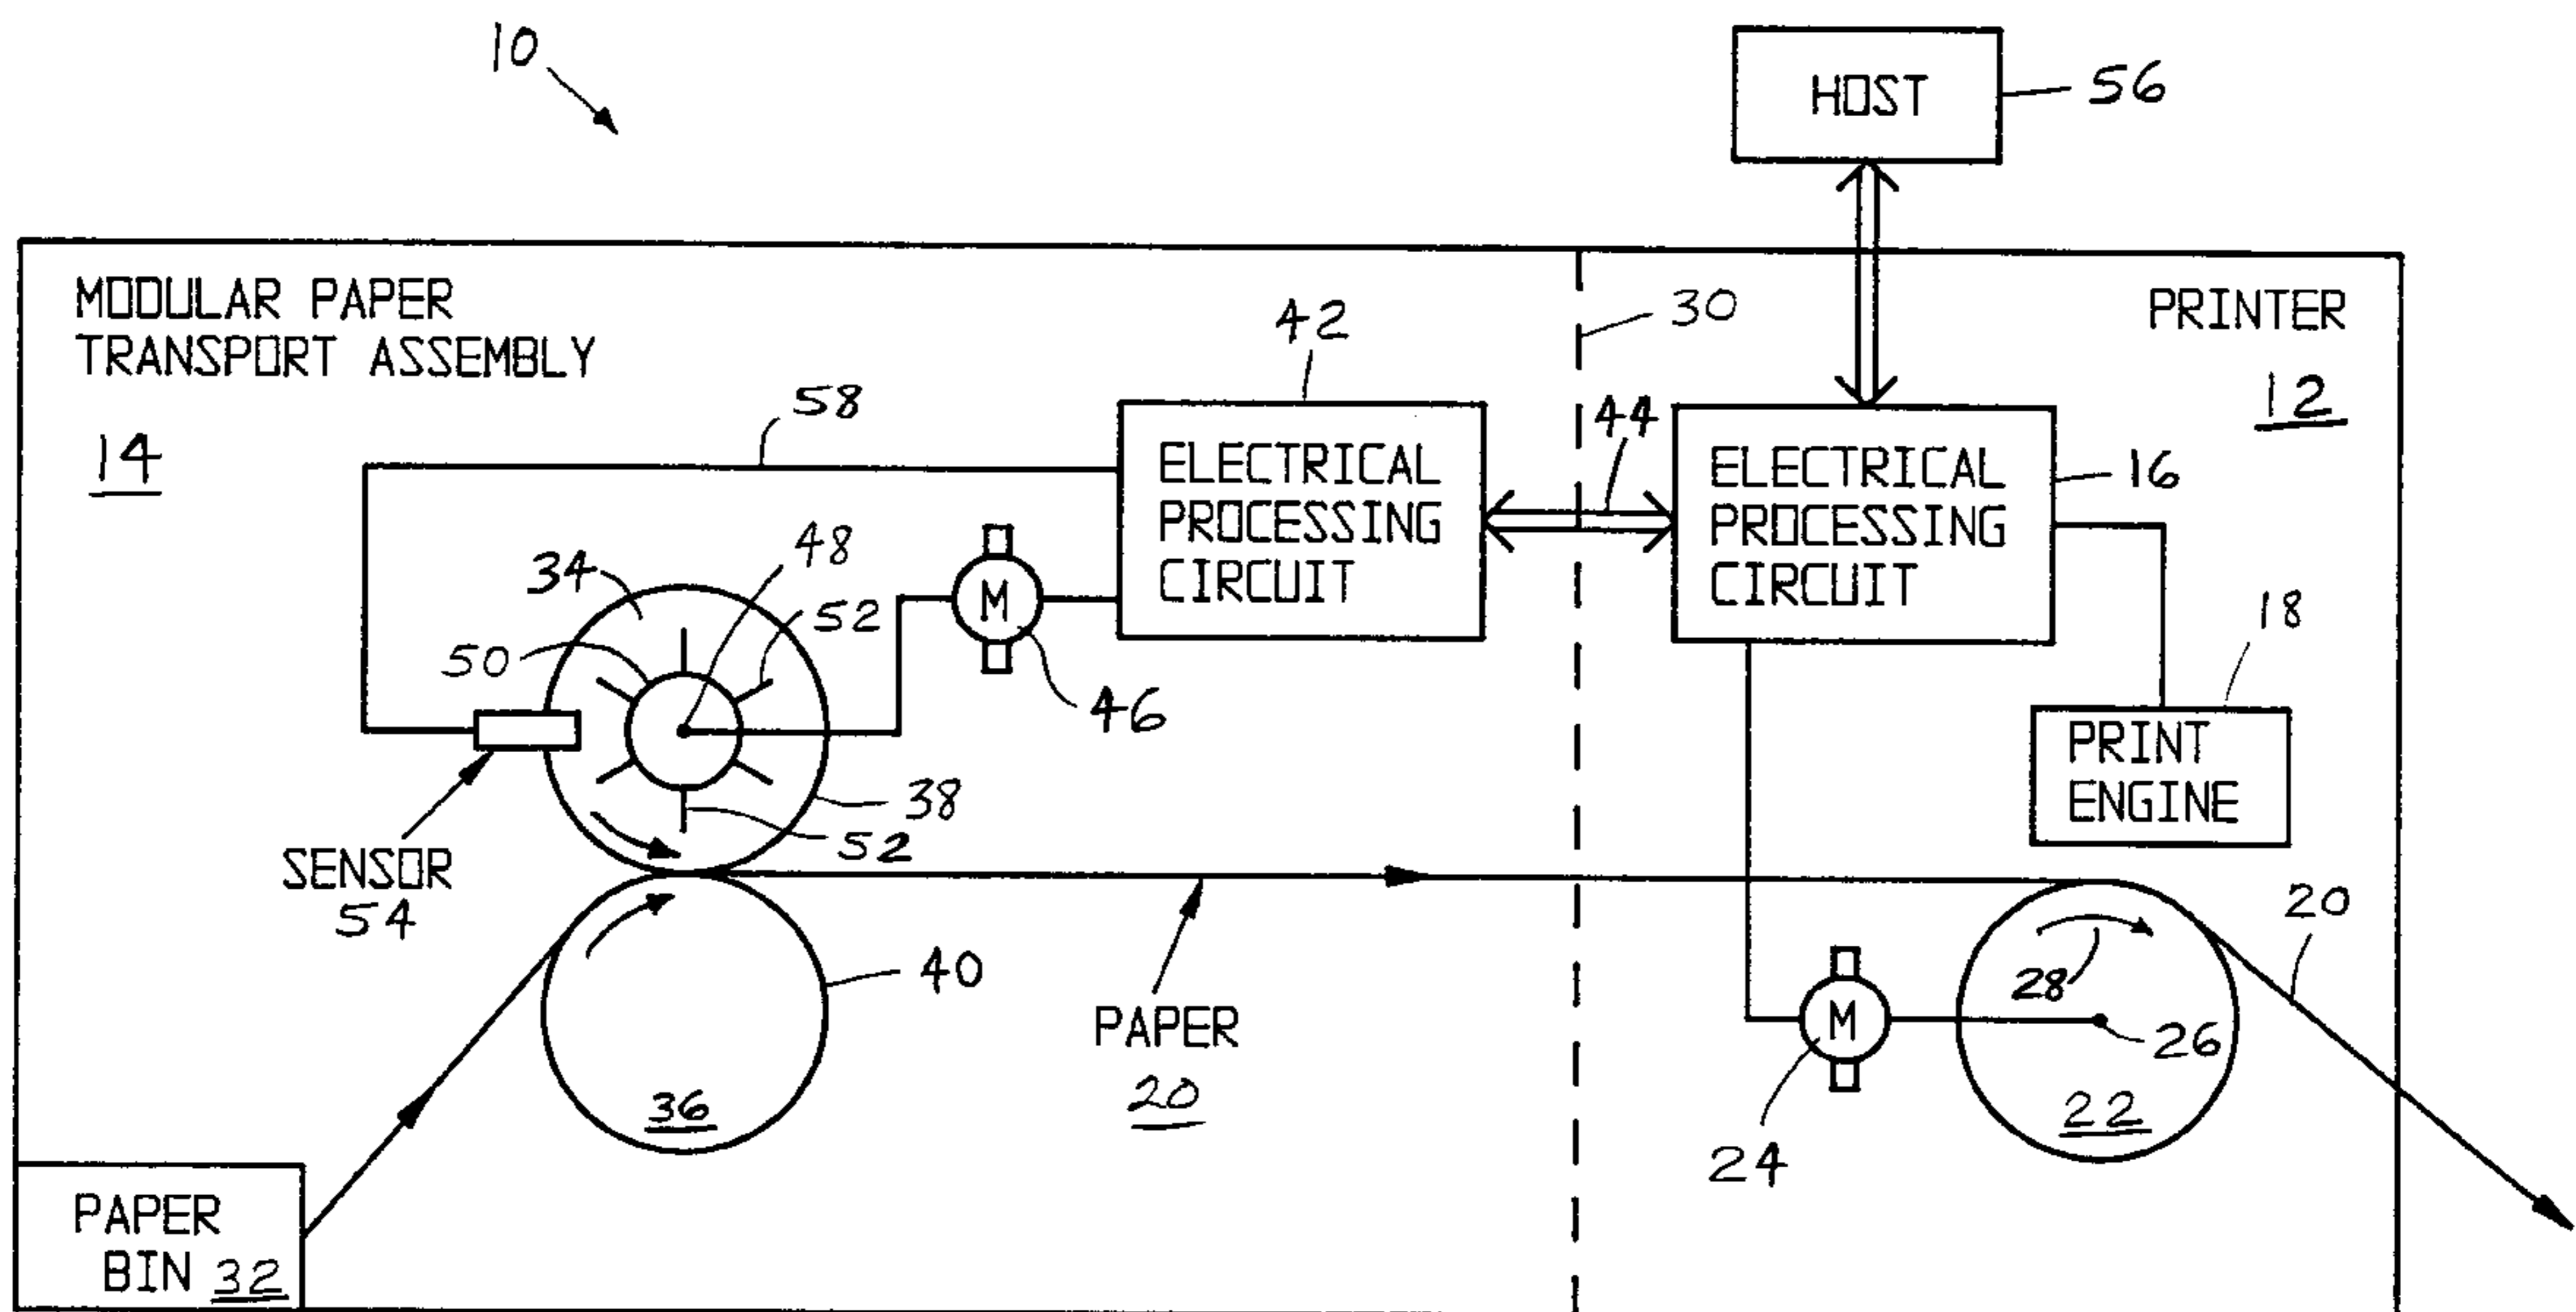 10
HOST
56
MODULAR PAPER
TRANSPORT ASSEMBLY
14
PRINTER
12
30
42
58
44
ELECTRICAL
PROCESSING
CIRCUIT
ELECTRICAL
PROCESSING
CIRCUIT
16
48
34
52
50
M
46
18
PRINT
ENGINE
38
52
SENSOR
54
40
PAPER
20
36
20
28
M
26
24
22
PAPER
BIN 32